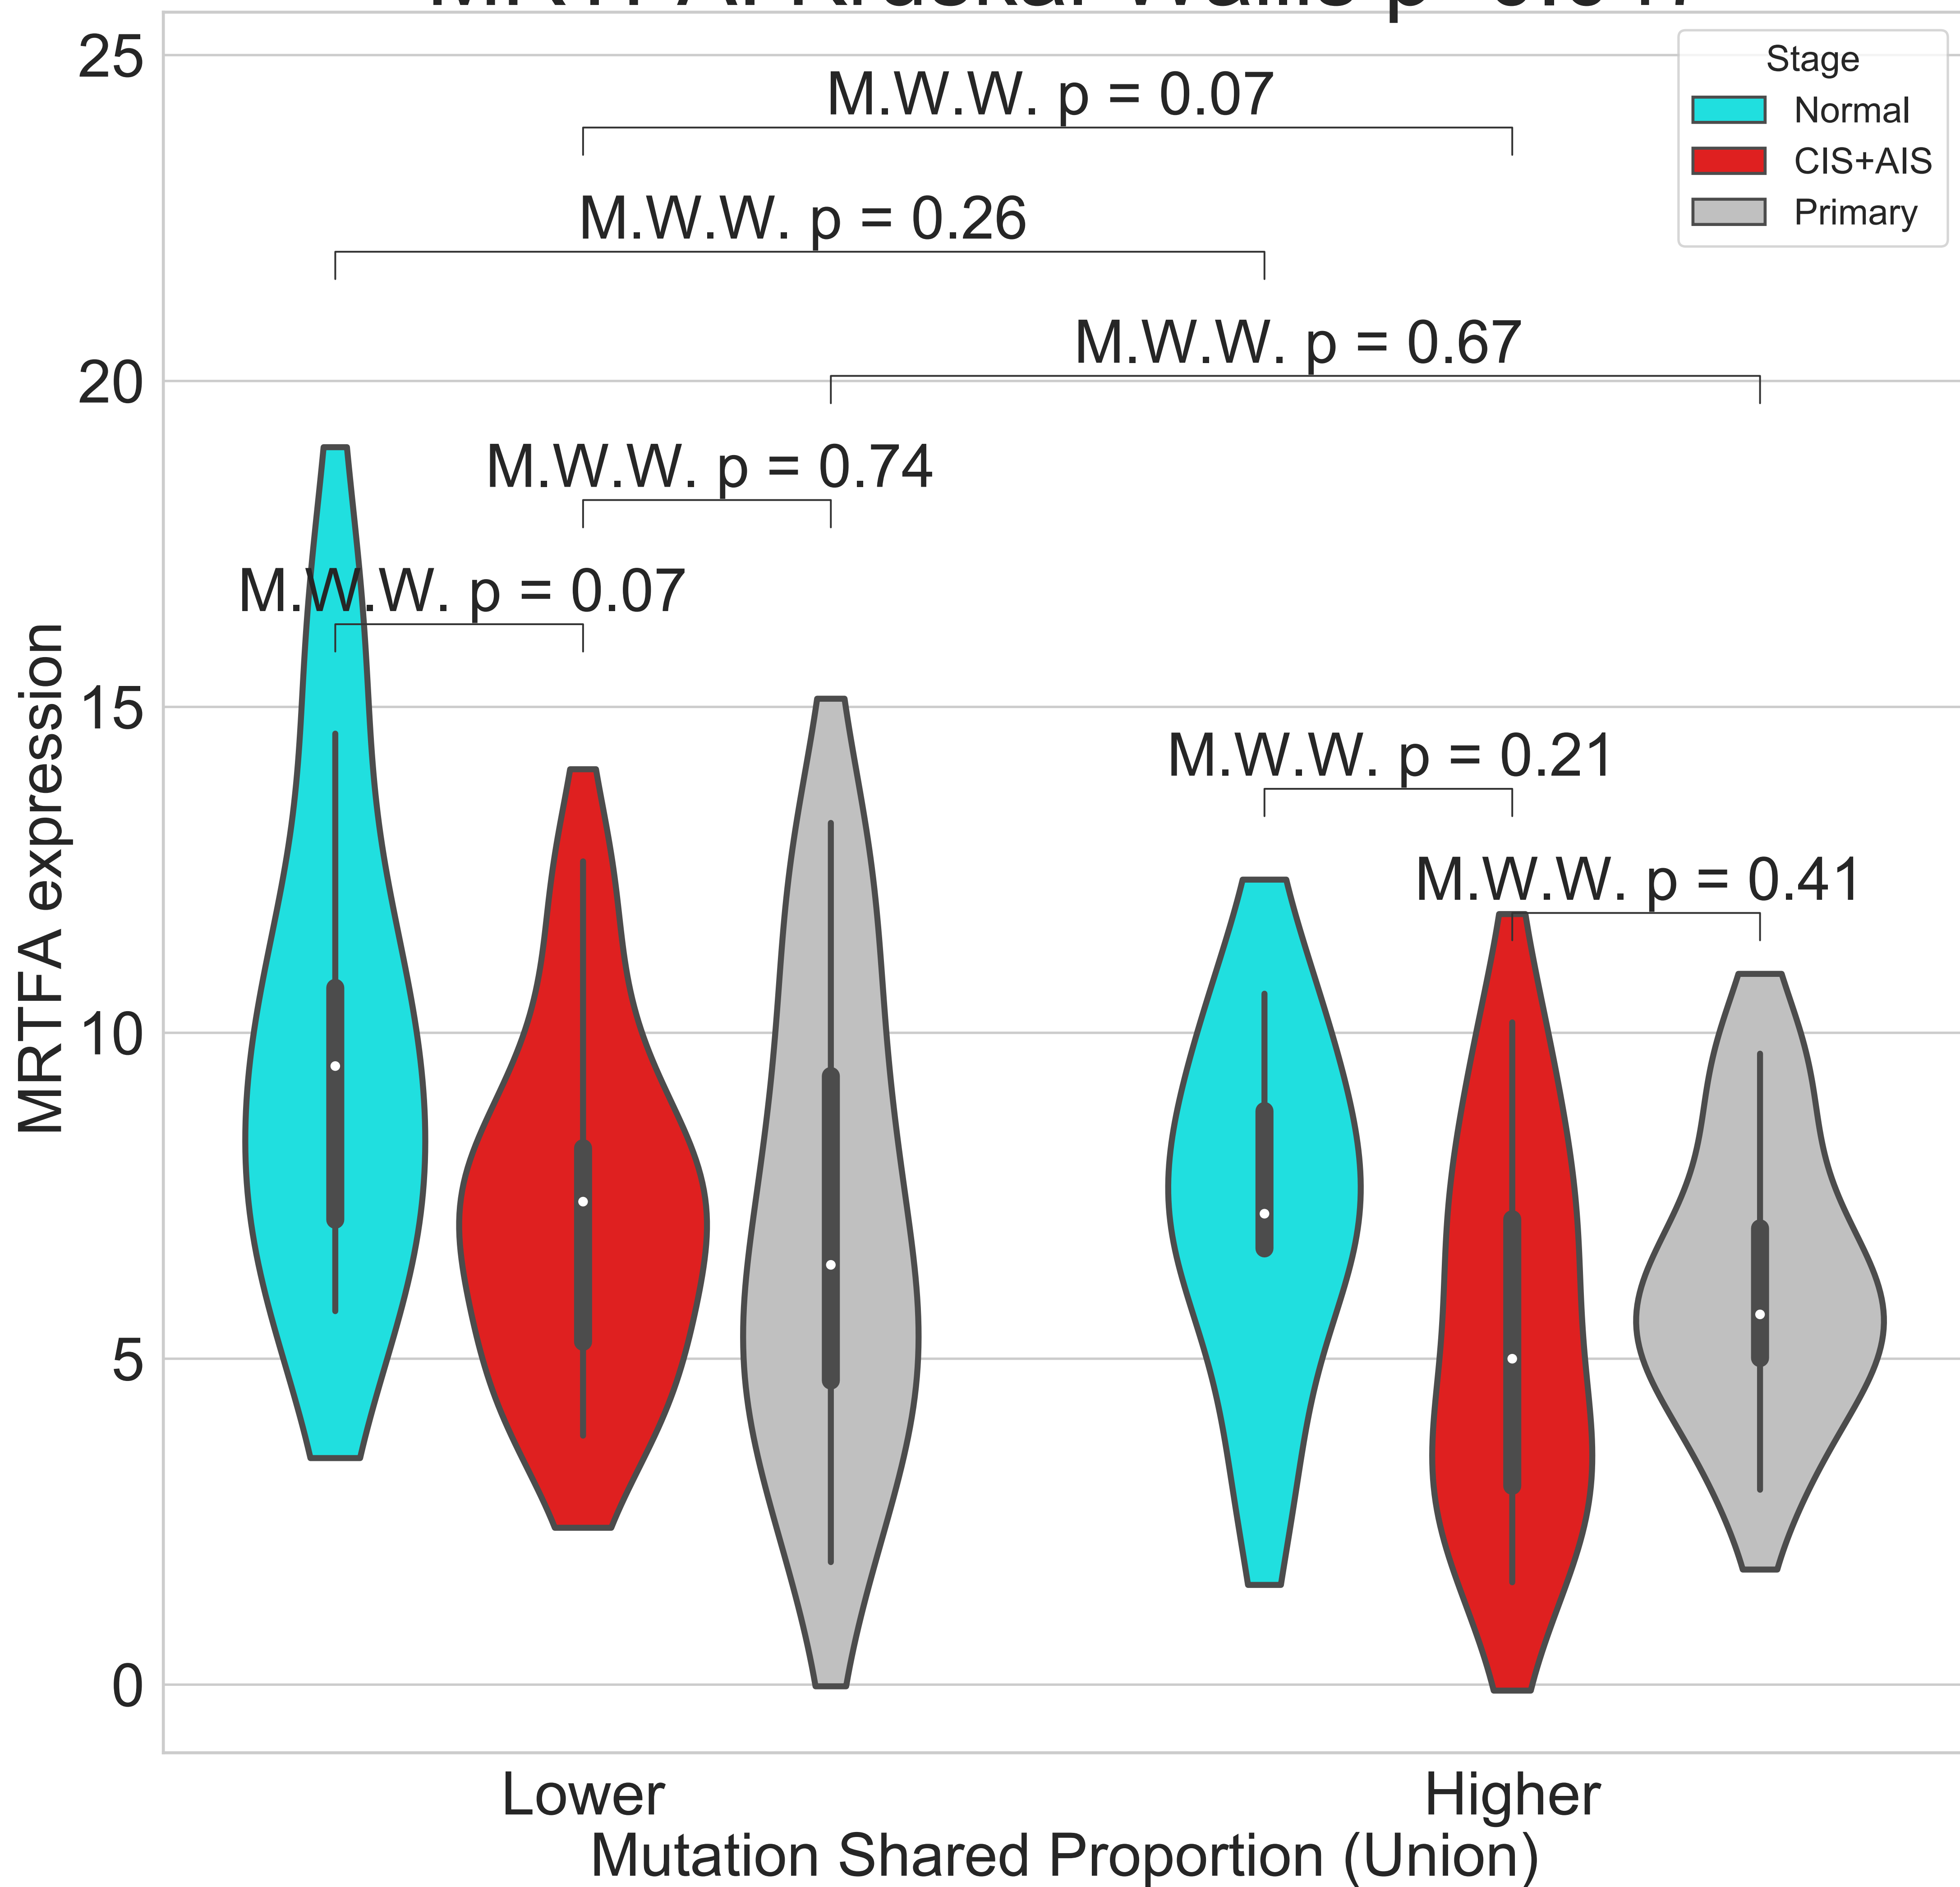 25
Stage
Normal
CIS+AIS
Primary
M.W.W. p = 0.07
M.W.W. p = 0.26
M.W.W. p = 0.67
20
M.W.W. p = 0.74
M.W.W. p = 0.07
15
M.W.W. p = 0.21
M.W.W. p = 0.41
10
5
0
MRTFA expression
Lower
Higher
Mutation Shared Proportion (Union)